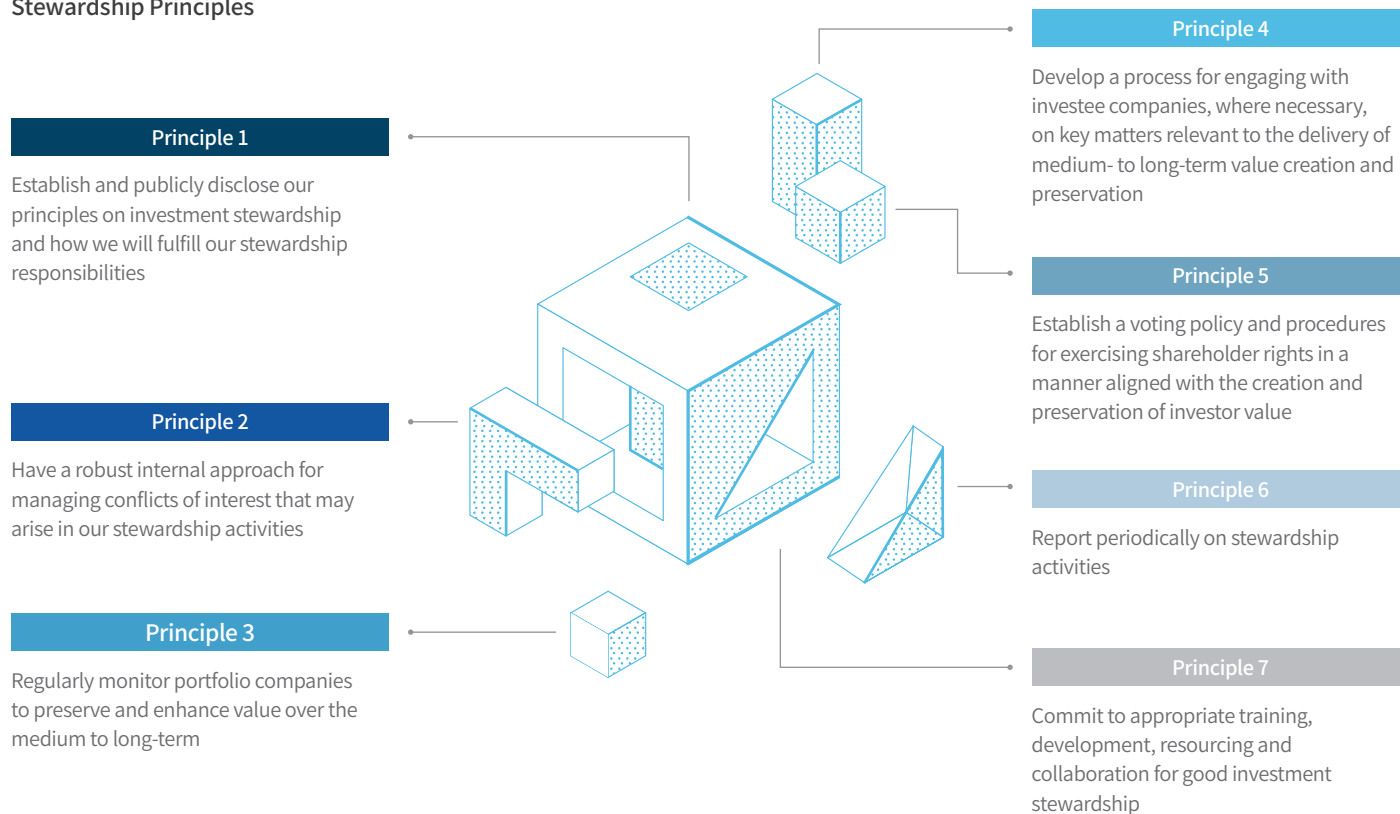 Stewardship Principles
Principle 1
Establish and publicly disclose our
principles on investment stewardship
and how we will fulfill our stewardship
responsibilities
Principle 2
Have a robust internal approach for
managing conflicts of interest that may
arise in our stewardship activities
Principle 3
Regularly monitor portfolio companies
to preserve and enhance value over the
medium to long-term
Principle 4
Develop a process for engaging with
investee companies, where necessary,
on key matters relevant to the delivery of
medium- to long-term value creation and
preservation
Principle 5
Establish a voting policy and procedures
for exercising shareholder rights in a
manner aligned with the creation and
preservation of investor value
Principle 6
Report periodically on stewardship
activities
Principle 7
Commit to appropriate training,
development, resourcing and
collaboration for good investment
stewardship